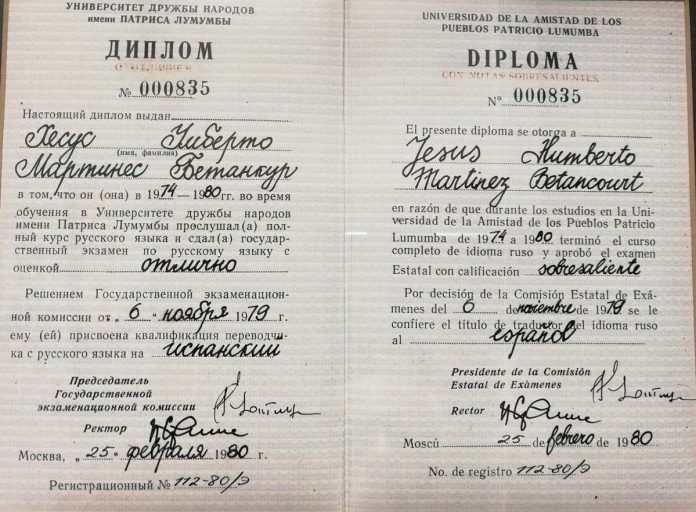 УНИВЕРСИТЕТ ДРУЖБЫ НАРОДОВ
имени ПАТРИСА ЛУМУМБЫ
ДИПЛОМ
С ОТЛИЧИЕМ
№ 000835
Настоящий диплом выдан
Хесус Умберто
(имя, фамилия)
Мартинес Бетанкур
в том, что он (она) в 1974—1980 гг. во время
обучения в Университете дружбы народов
имени Патриса Лумумбы прослушал(а) пол-
ный курс русского языка и сдал(а) государ-
ственный экзамен по русскому языку с
оценкой отлично
Решением Государственной экзаменацион-
ной комиссии от „ 6 “ ноября 1979 г.
ему (ей) присвоена квалификация переводчи-
ка с русского языка на испанский
Председатель
Государственной
экзаменационной комиссии
Ректор
Москва, „25“ февраля 1980 г.
Регистрационный № 112-80/э
UNIVERSIDAD DE LA AMISTAD DE LOS
PUEBLOS PATRICIO LUMUMBA
DIPLOMA
CON NOTAS SOBRESALIENTES
N° 000835
El presente diploma se otorga a
Jesus Humberto
Martinez Betancourt
en razón de que durante los estudios en la Uni-
versidad de la Amistad de los Pueblos Patricio
Lumumba de 1974 a 1980 terminó el curso
completo de idioma ruso y aprobó el examen
Estatal con calificación sobresaliente
Por decisión de la Comisión Estatal de Exá-
menes del 6 de noviembre de 1979 se le
confiere el título de traductor del idioma ruso
al español
Presidente de la Comisión
Estatal de Exámenes
Rector
Moscú 25 de febrero de 1980
No. de registro 112-80/э